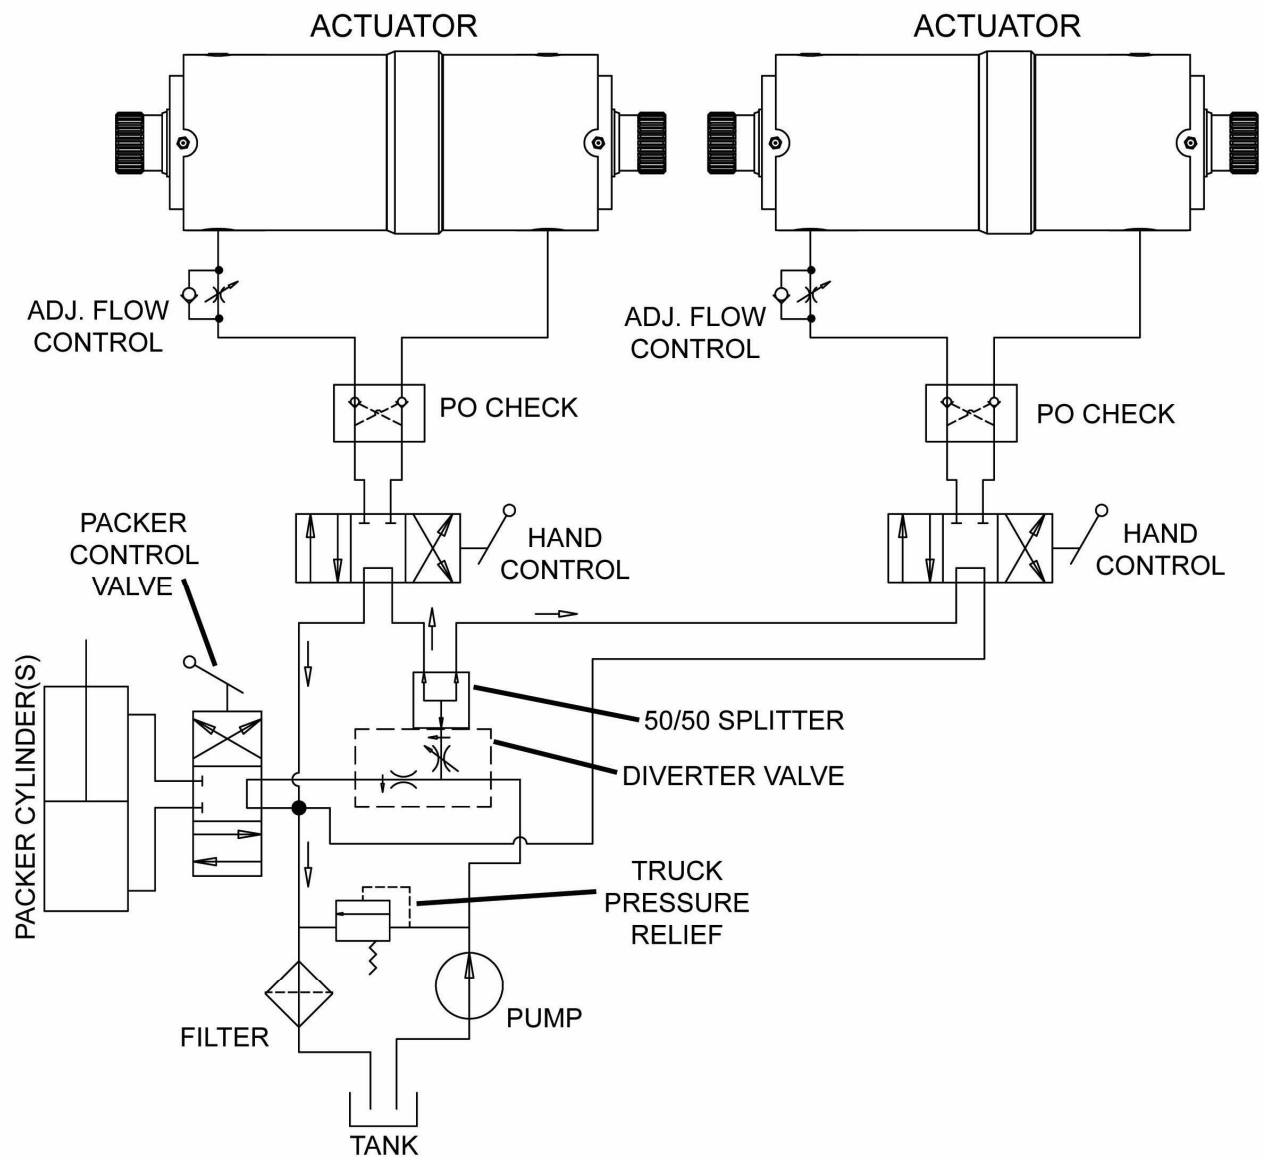 ACTUATOR
ACTUATOR
ADJ. FLOW
CONTROL
ADJ. FLOW
CONTROL
PO CHECK
PO CHECK
PACKER
CONTROL
VALVE
HAND
CONTROL
HAND
CONTROL
PACKER CYLINDER(S)
50/50 SPLITTER
DIVERTER VALVE
TRUCK
PRESSURE
RELIEF
FILTER
PUMP
TANK